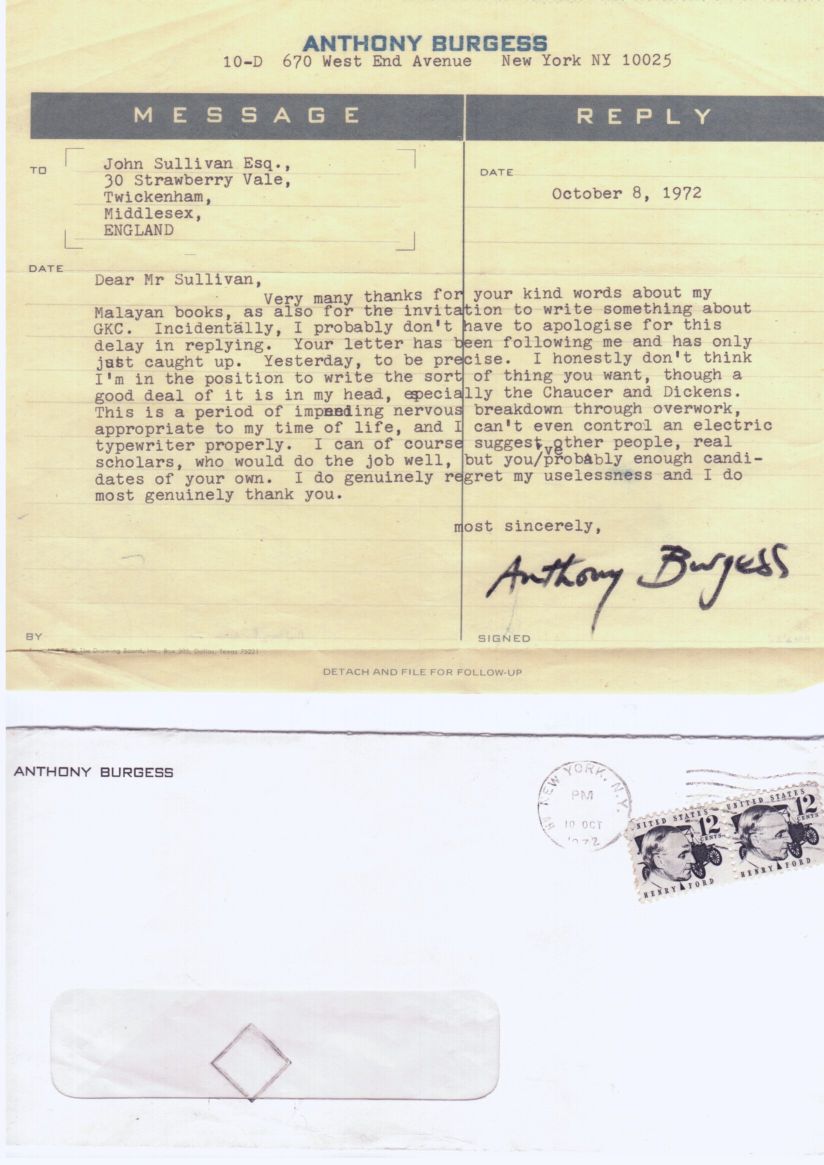 ANTHONY BURGESS
10-D 670 West End Avenue New York NY 10025
MESSAGE REPLY
TO
John Sullivan Esq.,
30 Strawberry Vale,
Twickenham,
Middlesex,
ENGLAND
DATE
October 8, 1972
DATE
Dear Mr Sullivan,
Very many thanks for your kind words about my
Malayan books, as also for the invitation to write something about
GKC. Incidentally, I probably don't have to apologise for this
delay in replying. Your letter has been following me and has only
just caught up. Yesterday, to be precise. I honestly don't think
I'm in the position to write the sort of thing you want, though a
good deal of it is in my head, especially the Chaucer and Dickens.
This is a period of impending nervous breakdown through overwork,
appropriate to my time of life, and I can't even control an electric
typewriter properly. I can of course suggest, other people, real
scholars, who would do the job well, but you/'ve probably enough candi-
dates of your own. I do genuinely regret my uselessness and I do
most genuinely thank you.
most sincerely,
Anthony Burgess
BY
SIGNED
The Drawing Board, Inc., Box 505, Dallas, Texas 75221
DETACH AND FILE FOR FOLLOW-UP
ANTHONY BURGESS
NEW YORK, N.Y.
PM
10 OCT
1972
UNITED STATES
12 CENTS
HENRY FORD
UNITED STATES
12 CENTS
HENRY FORD